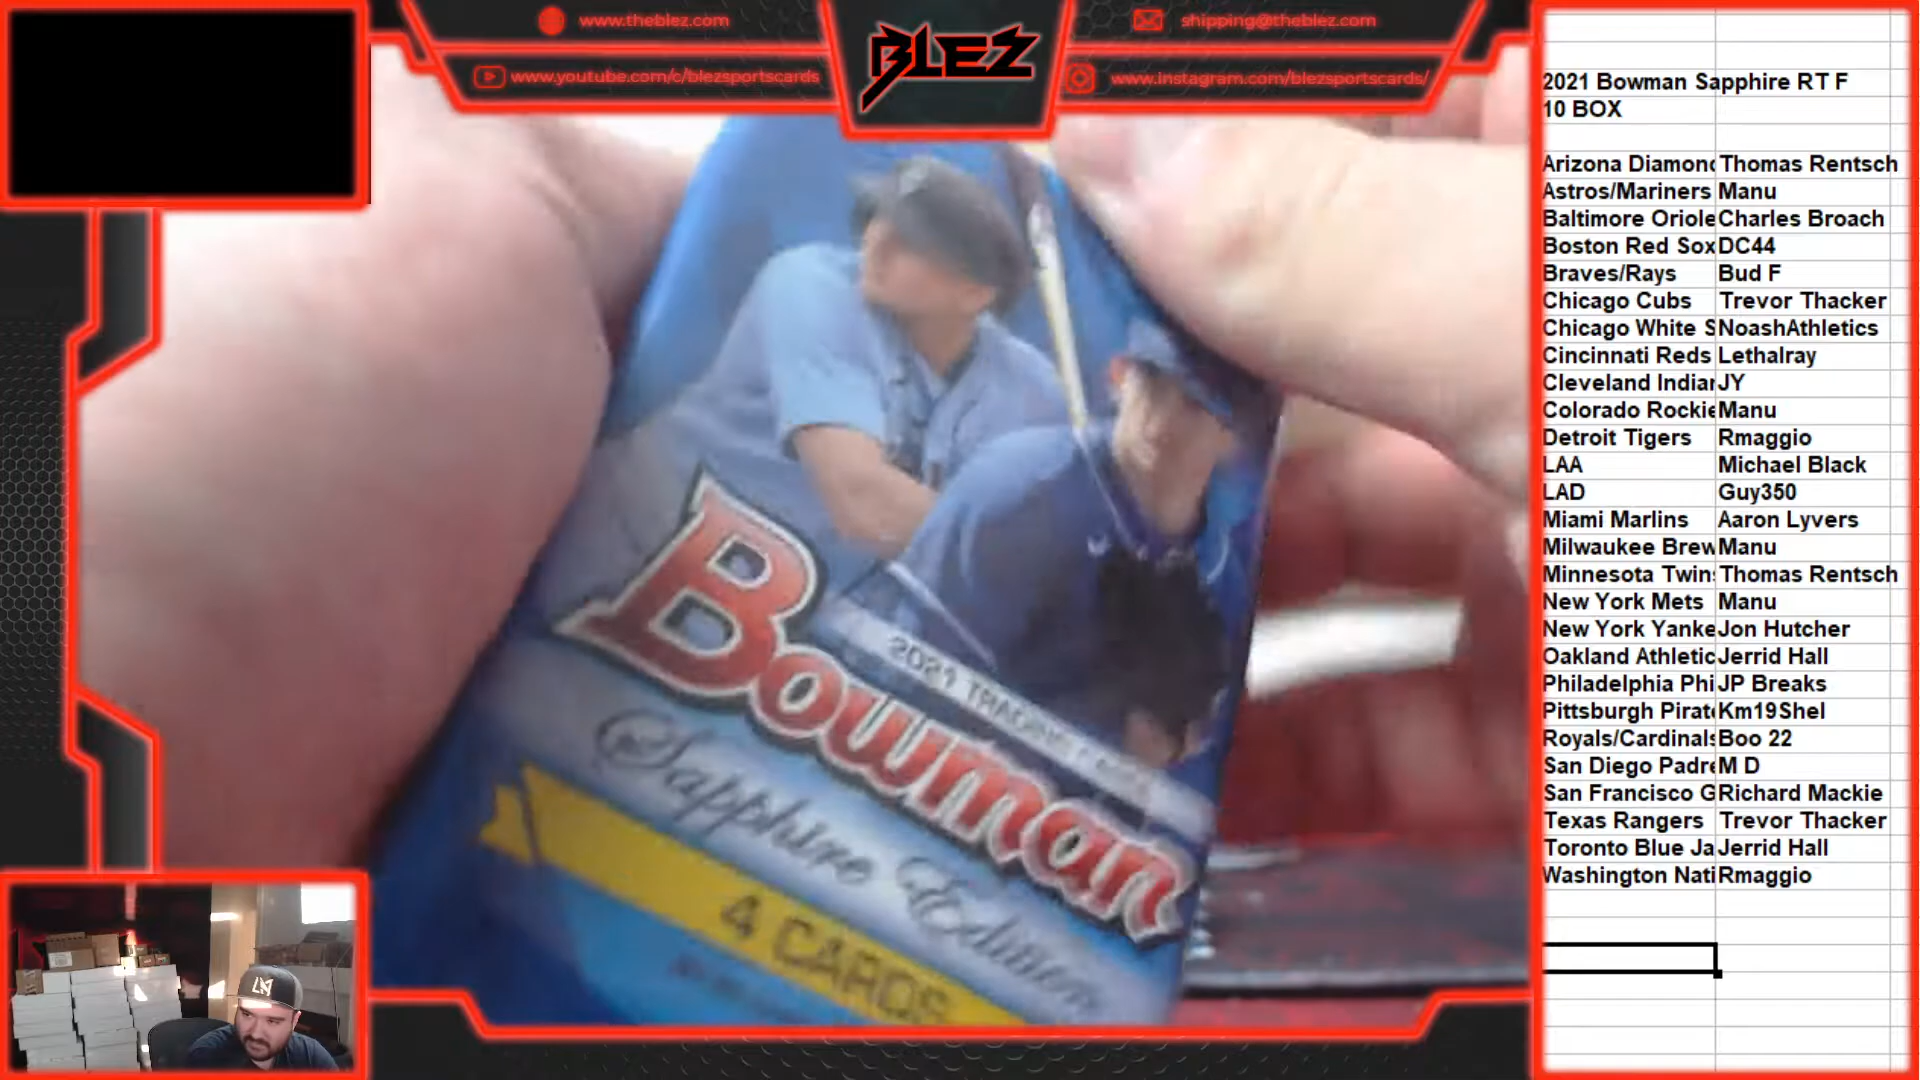 www.theblez.com
shipping@theblez.com
BLEZ
www.youtube.com/c/blezsportscards
www.instagram.com/blezsportscards/
2021 Bowman Sapphire RT F
10 BOX
Arizona Diamond Thomas Rentsch
Astros/Mariners Manu
Baltimore Oriole Charles Broach
Boston Red Sox DC44
Braves/Rays Bud F
Chicago Cubs Trevor Thacker
Chicago White S NoashAthletics
Cincinnati Reds Lethalray
Cleveland Indian JY
Colorado Rockie Manu
Detroit Tigers Rmaggio
LAA Michael Black
LAD Guy350
Miami Marlins Aaron Lyvers
Milwaukee Brew Manu
Minnesota Twins Thomas Rentsch
New York Mets Manu
New York Yanke Jon Hutcher
Oakland Athletic Jerrid Hall
Philadelphia Phi JP Breaks
Pittsburgh Pirate Km19Shel
Royals/Cardinals Boo 22
San Diego Padre M D
San Francisco G Richard Mackie
Texas Rangers Trevor Thacker
Toronto Blue Ja Jerrid Hall
Washington Nati Rmaggio
2021 TRADING CARDS
Bowman
Sapphire Edition
4 CARDS